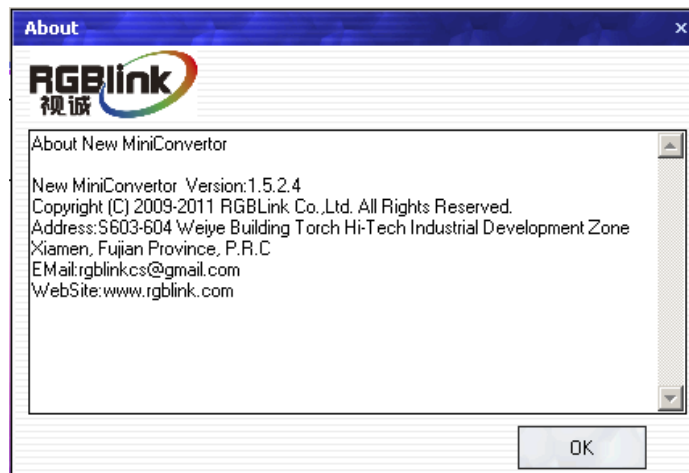 About
RGBlink
视诚
About New MiniConvertor
New MiniConvertor Version:1.5.2.4
Copyright (C) 2009-2011 RGBLink Co.,Ltd. All Rights Reserved.
Address:S603-604 Weiye Building Torch Hi-Tech Industrial Development Zone
Xiamen, Fujian Province, P.R.C
EMail:rgblinkcs@gmail.com
WebSite:www.rgblink.com
OK